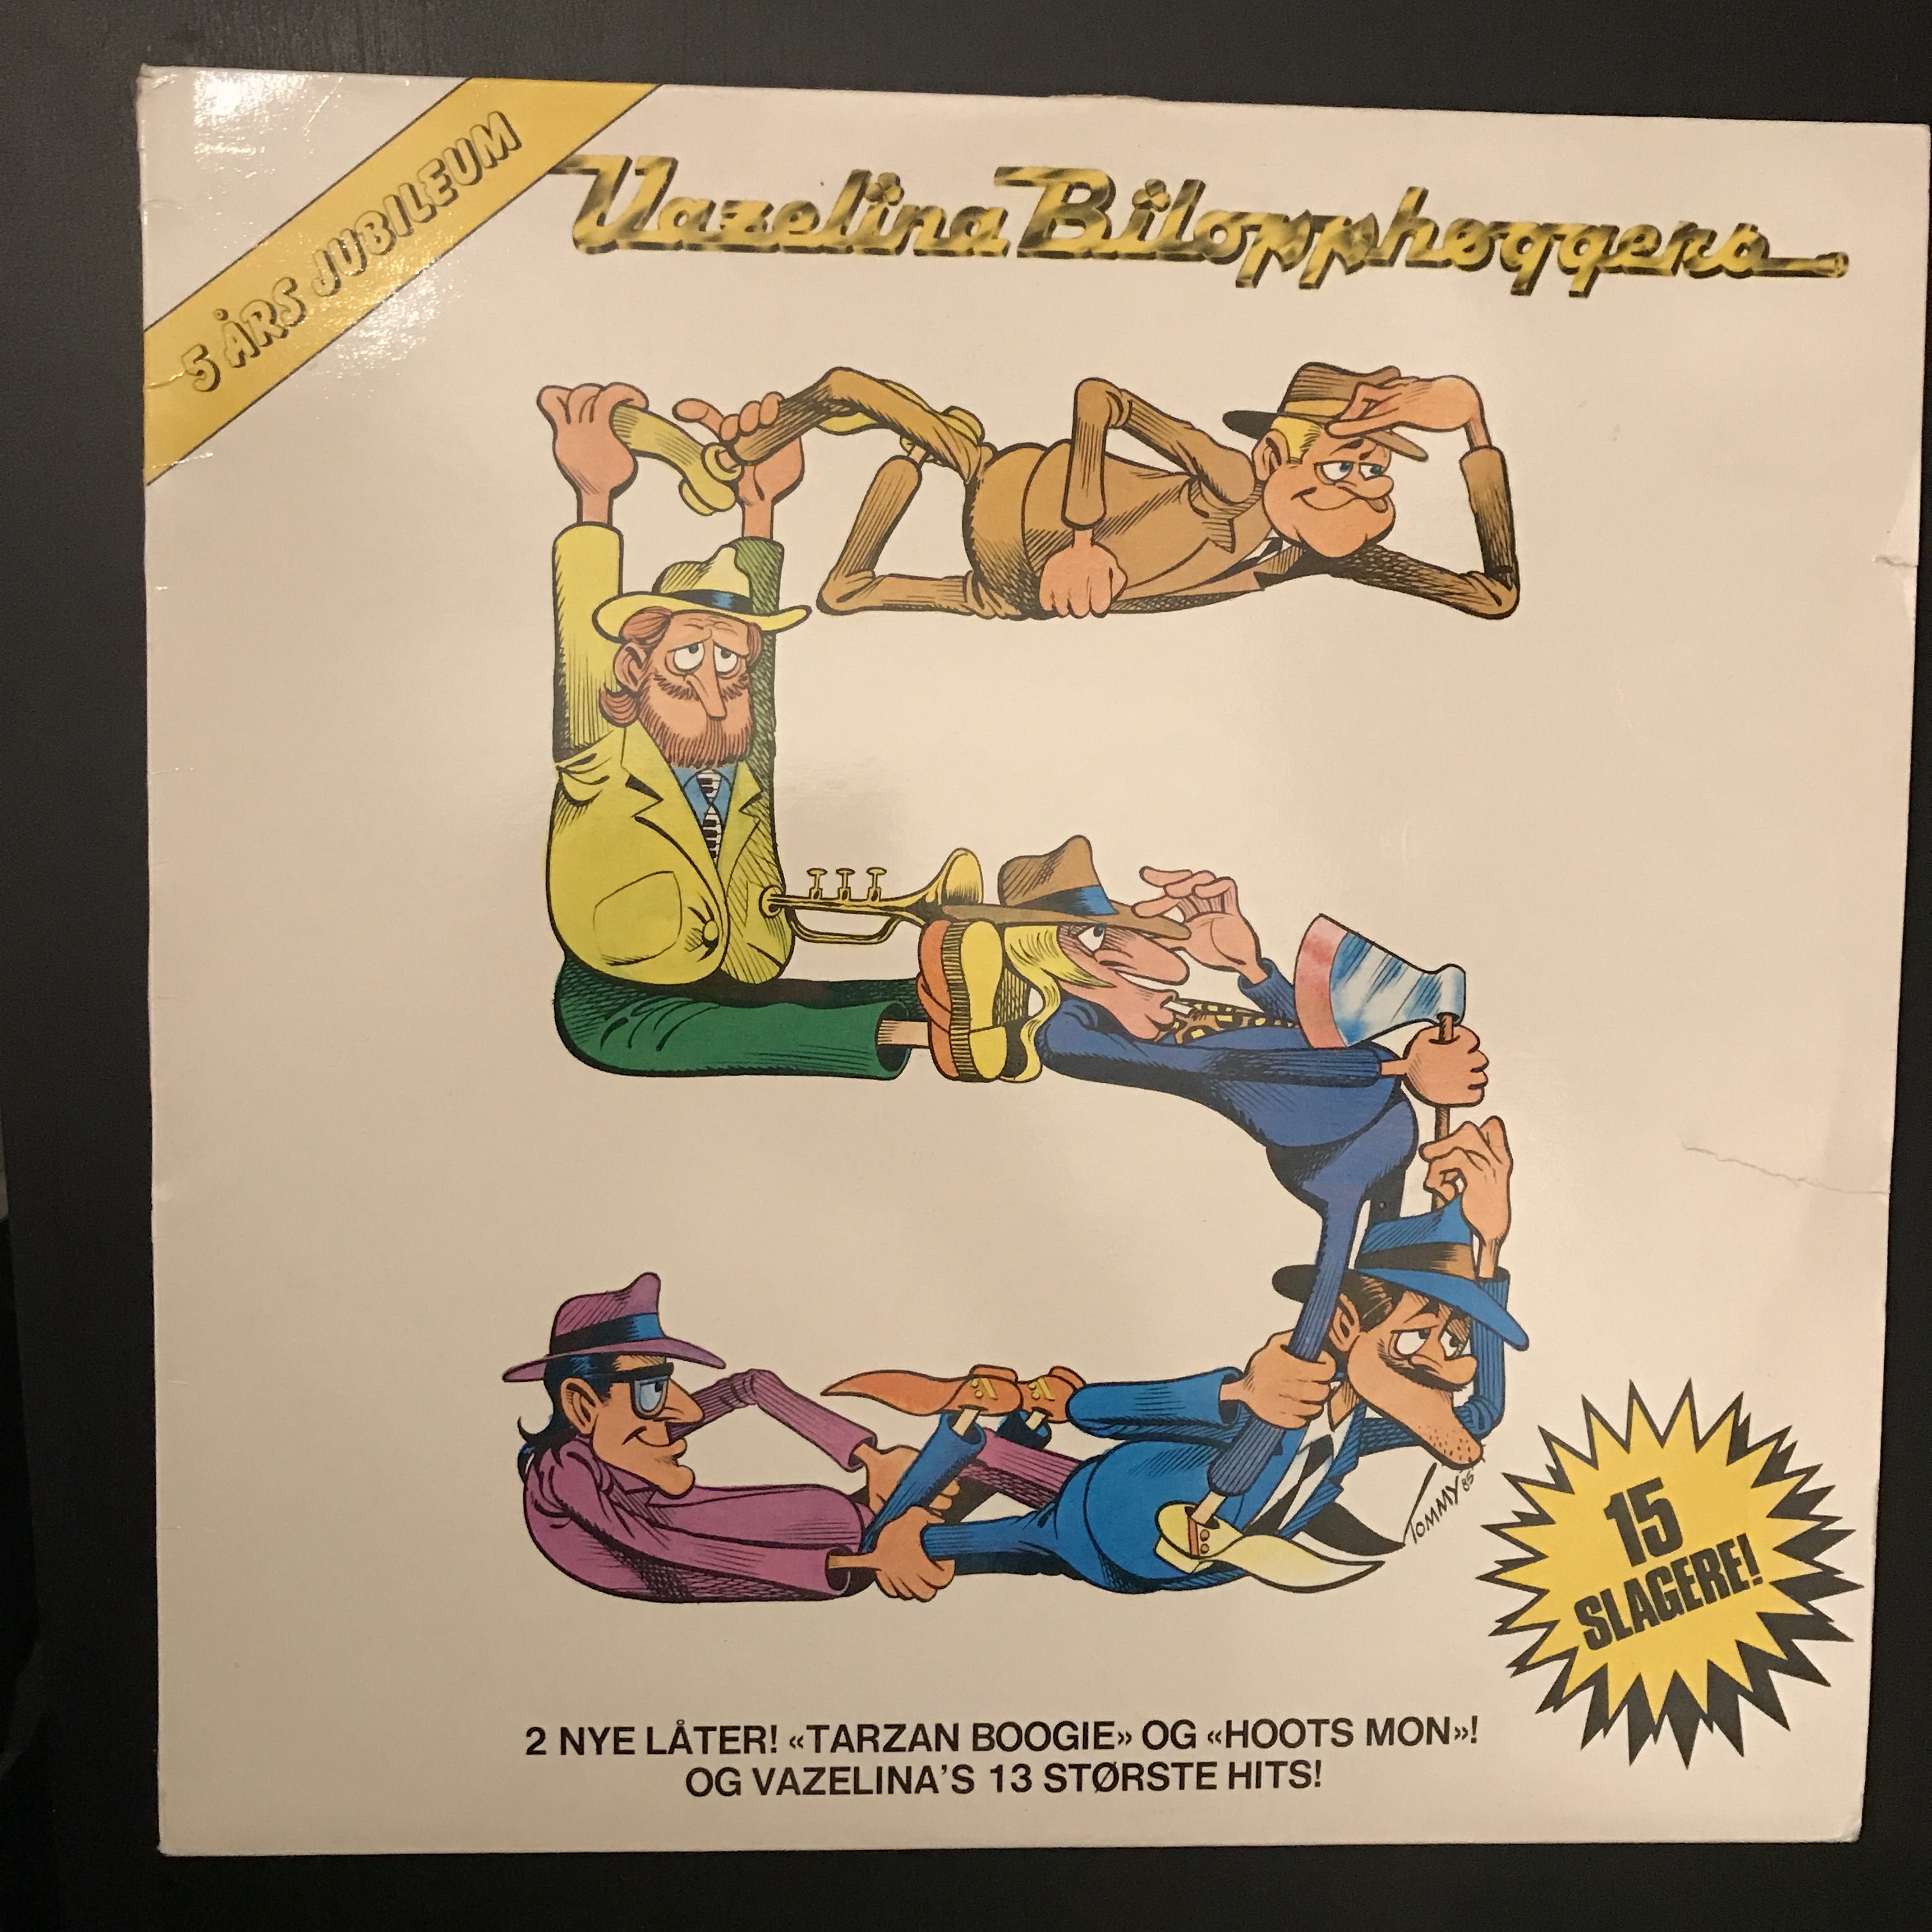 5 ÅRS JUBILEUM
Vazelina Bilopphøggers
TOMMY 85
15
SLAGERE!
2 NYE LÅTER! «TARZAN BOOGIE» OG «HOOTS MON»!
OG VAZELINA'S 13 STØRSTE HITS!